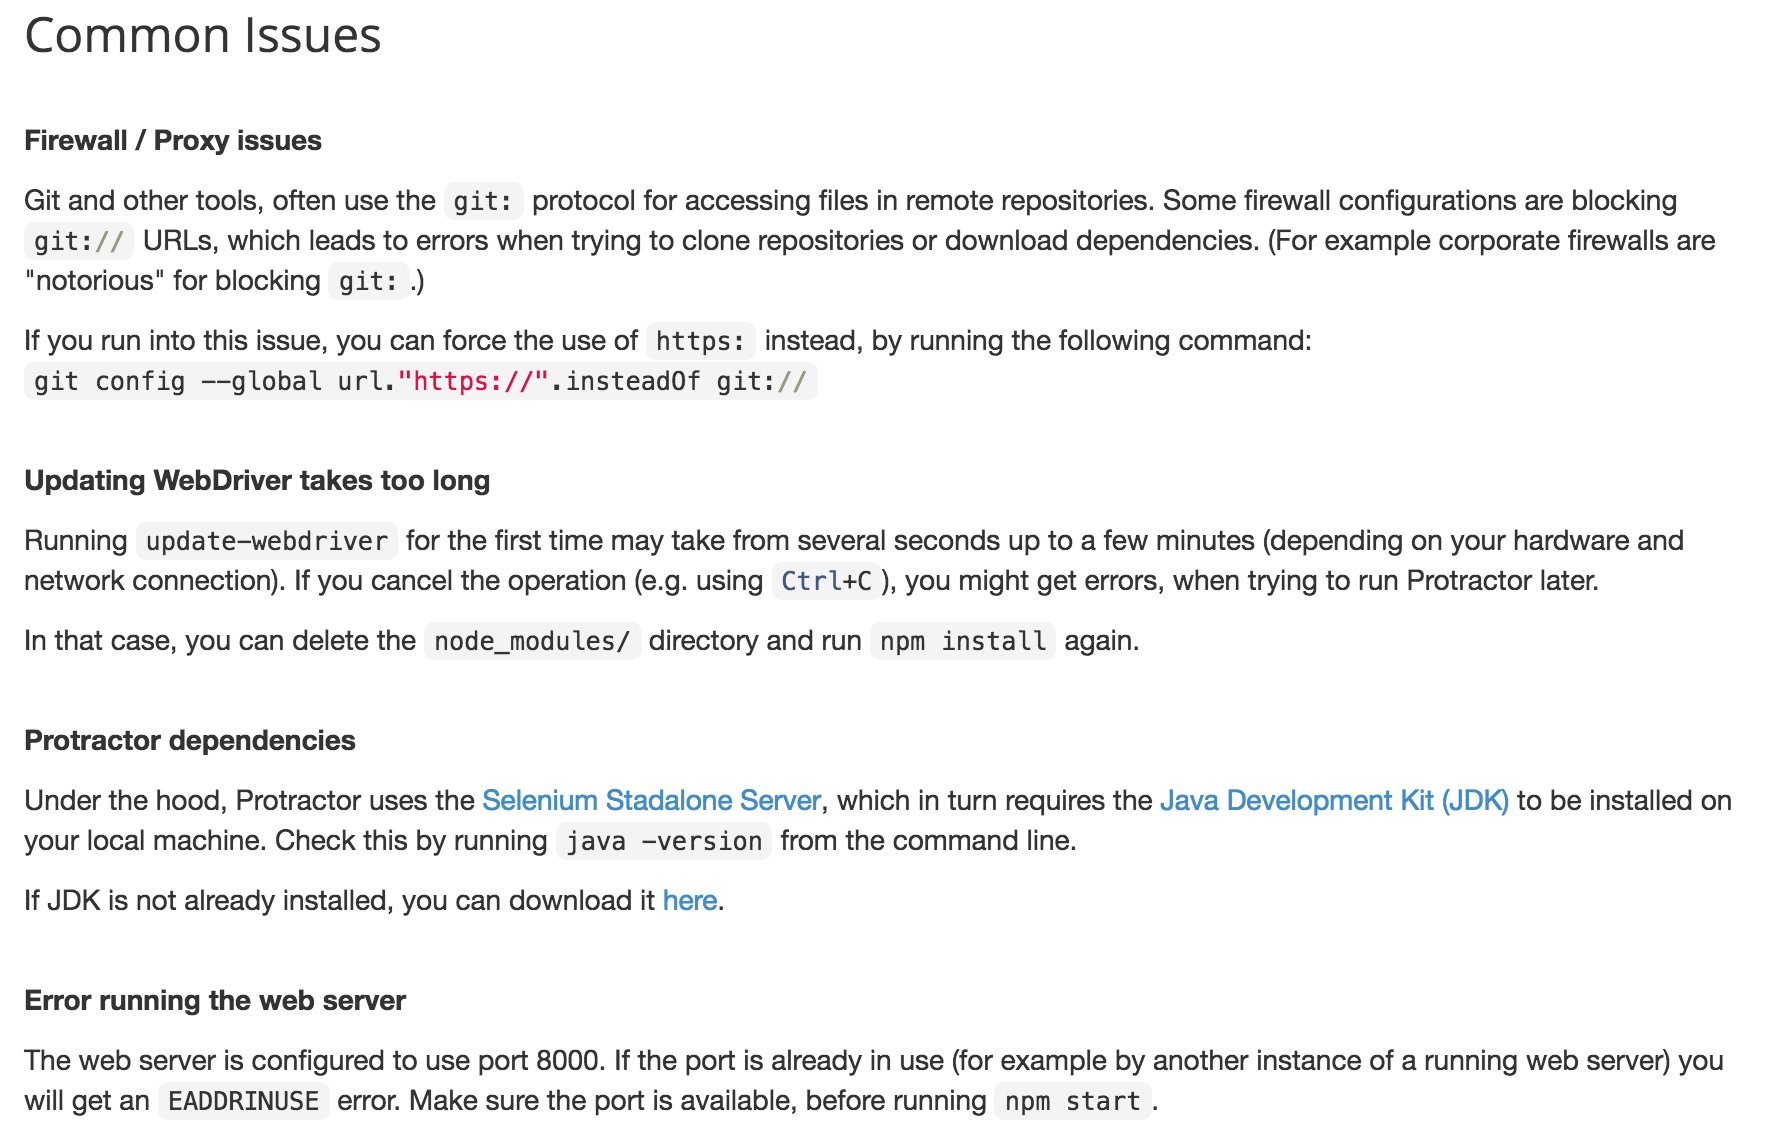 Common Issues
Firewall / Proxy issues
Git and other tools, often use the git: protocol for accessing files in remote repositories. Some firewall configurations are blocking
git:// URLs, which leads to errors when trying to clone repositories or download dependencies. (For example corporate firewalls are
"notorious" for blocking git: .)
If you run into this issue, you can force the use of https: instead, by running the following command:
git config --global url."https://".insteadOf git://
Updating WebDriver takes too long
Running update-webdriver for the first time may take from several seconds up to a few minutes (depending on your hardware and
network connection). If you cancel the operation (e.g. using Ctrl+C ), you might get errors, when trying to run Protractor later.
In that case, you can delete the node_modules/ directory and run npm install again.
Protractor dependencies
Under the hood, Protractor uses the Selenium Stadalone Server, which in turn requires the Java Development Kit (JDK) to be installed on
your local machine. Check this by running java -version from the command line.
If JDK is not already installed, you can download it here.
Error running the web server
The web server is configured to use port 8000. If the port is already in use (for example by another instance of a running web server) you
will get an EADDRINUSE error. Make sure the port is available, before running npm start .